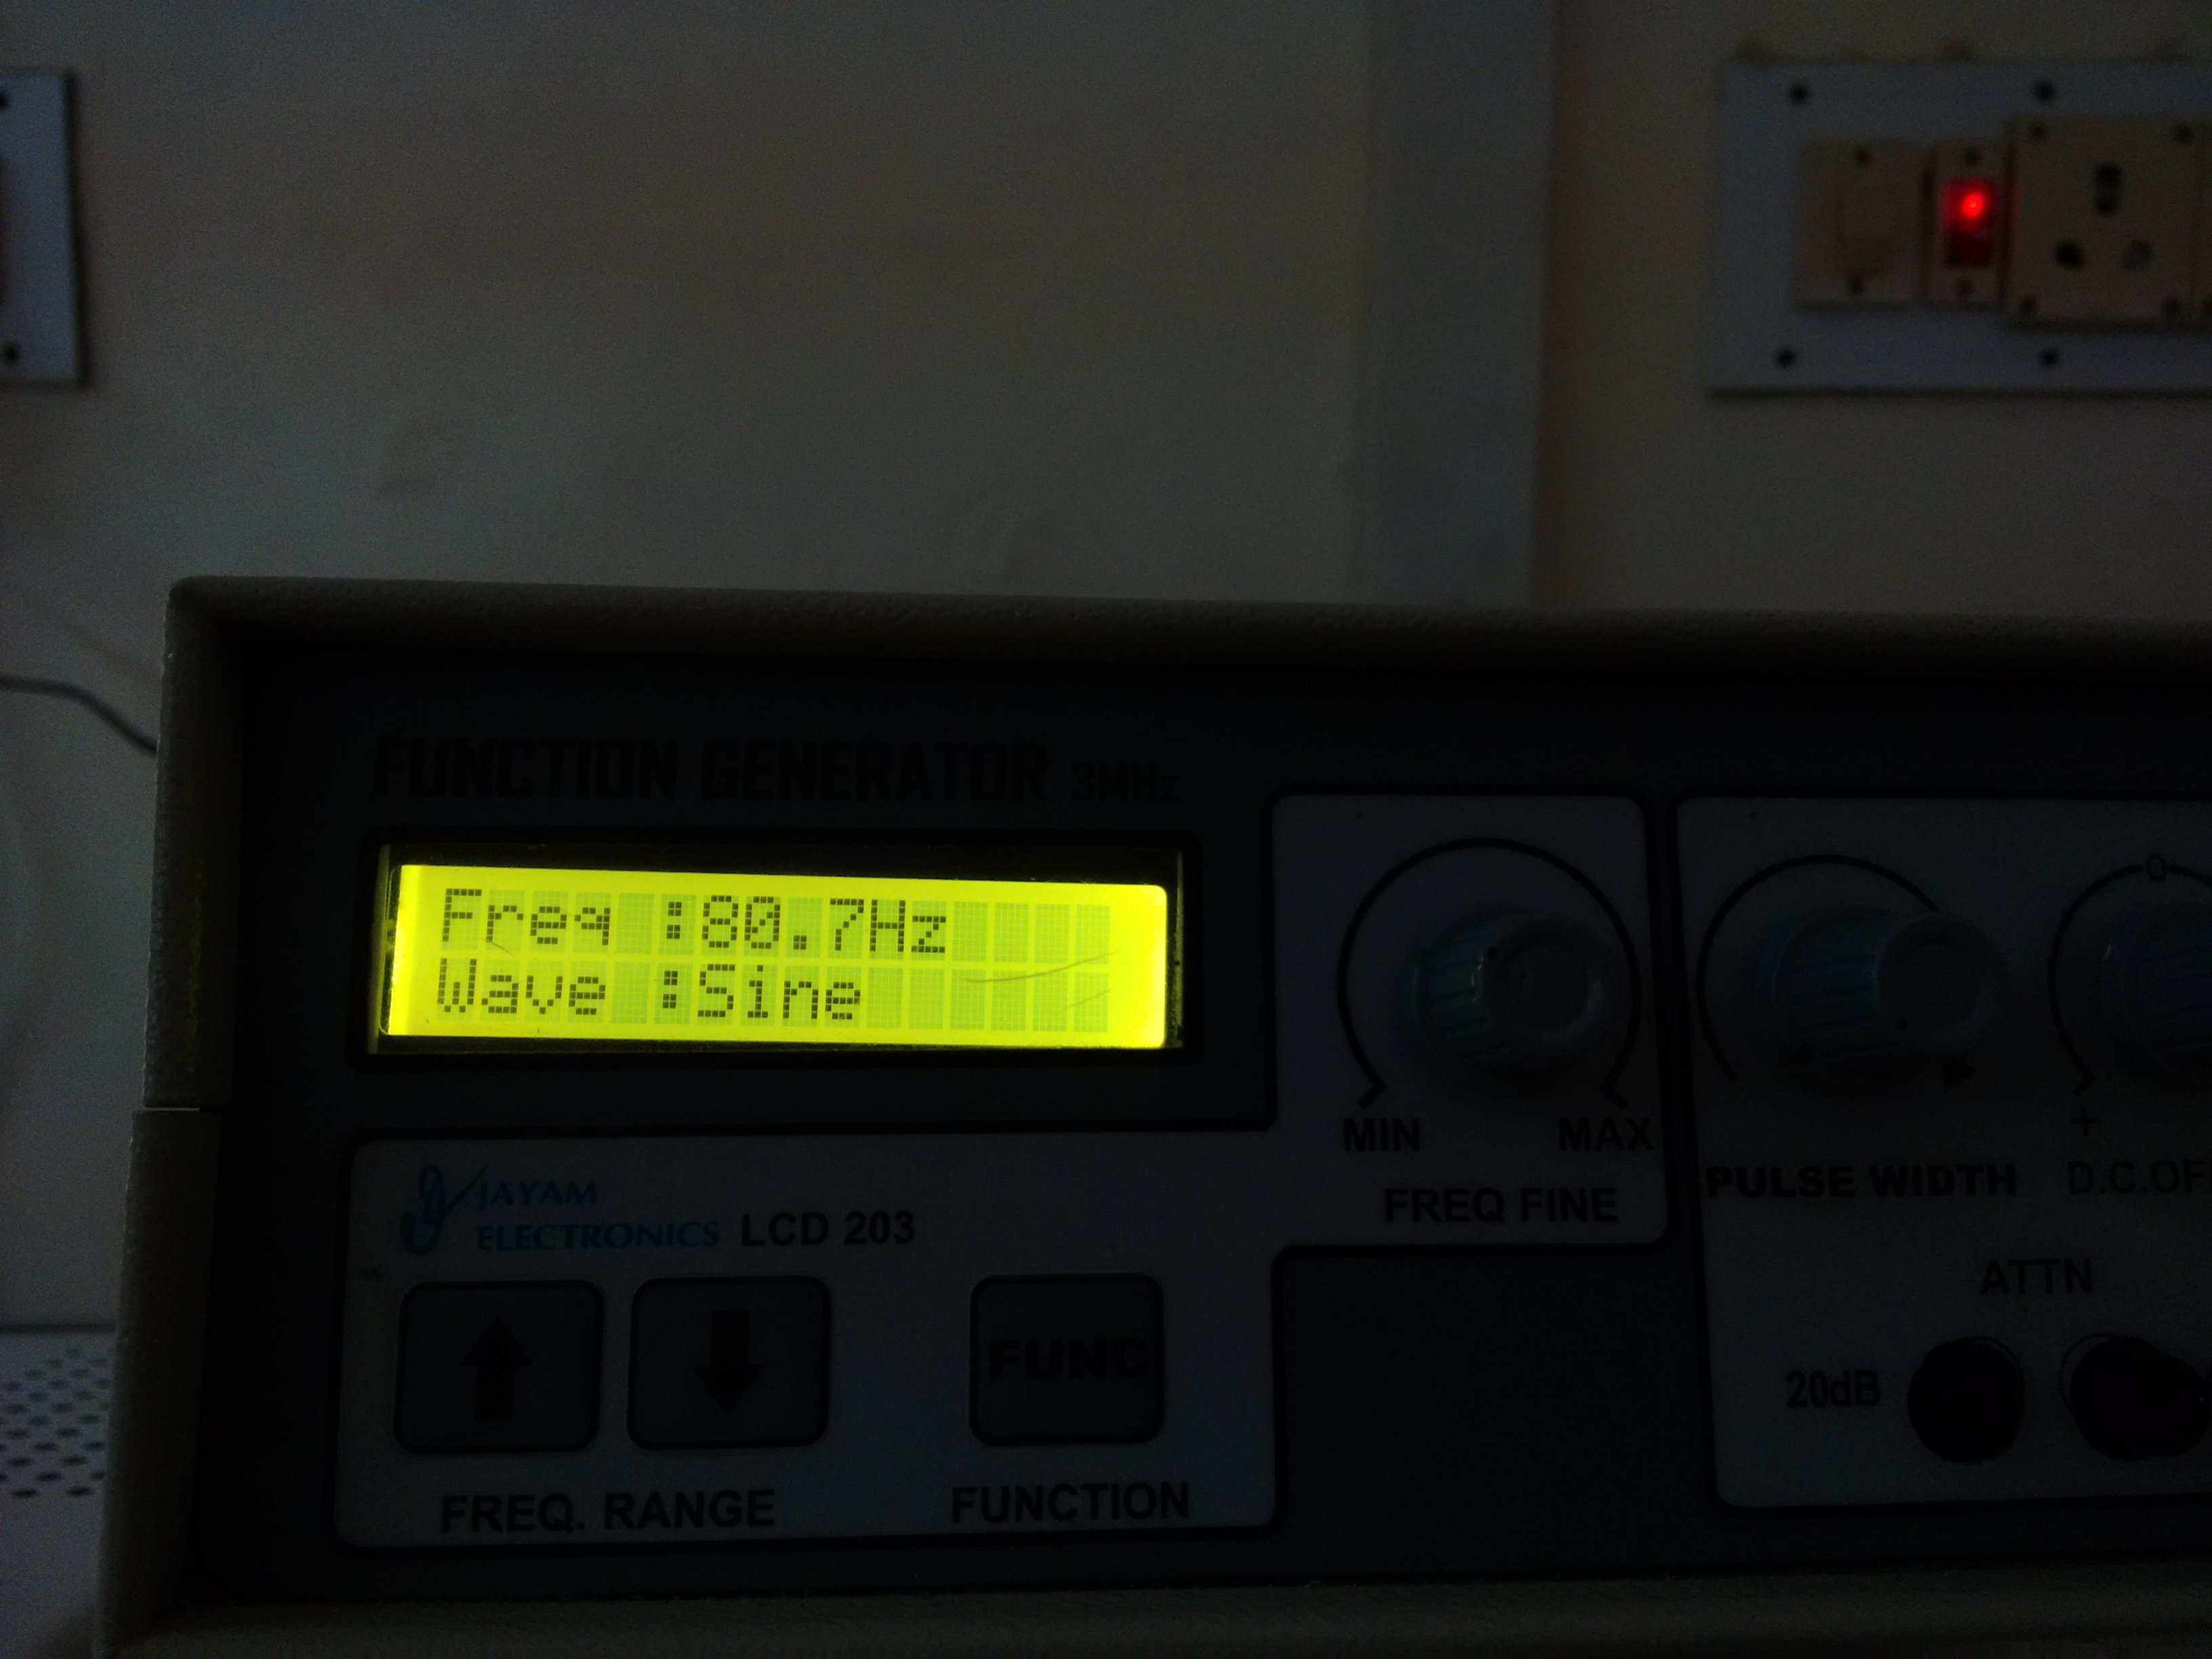 FUNCTION GENERATOR 3MHz
Freq :80.7Hz
Wave :Sine
MIN MAX
FREQ FINE
0
+
PULSE WIDTH
JAYAM
ELECTRONICS LCD 203
ATTN
20dB
FUNC
FREQ. RANGE
FUNCTION